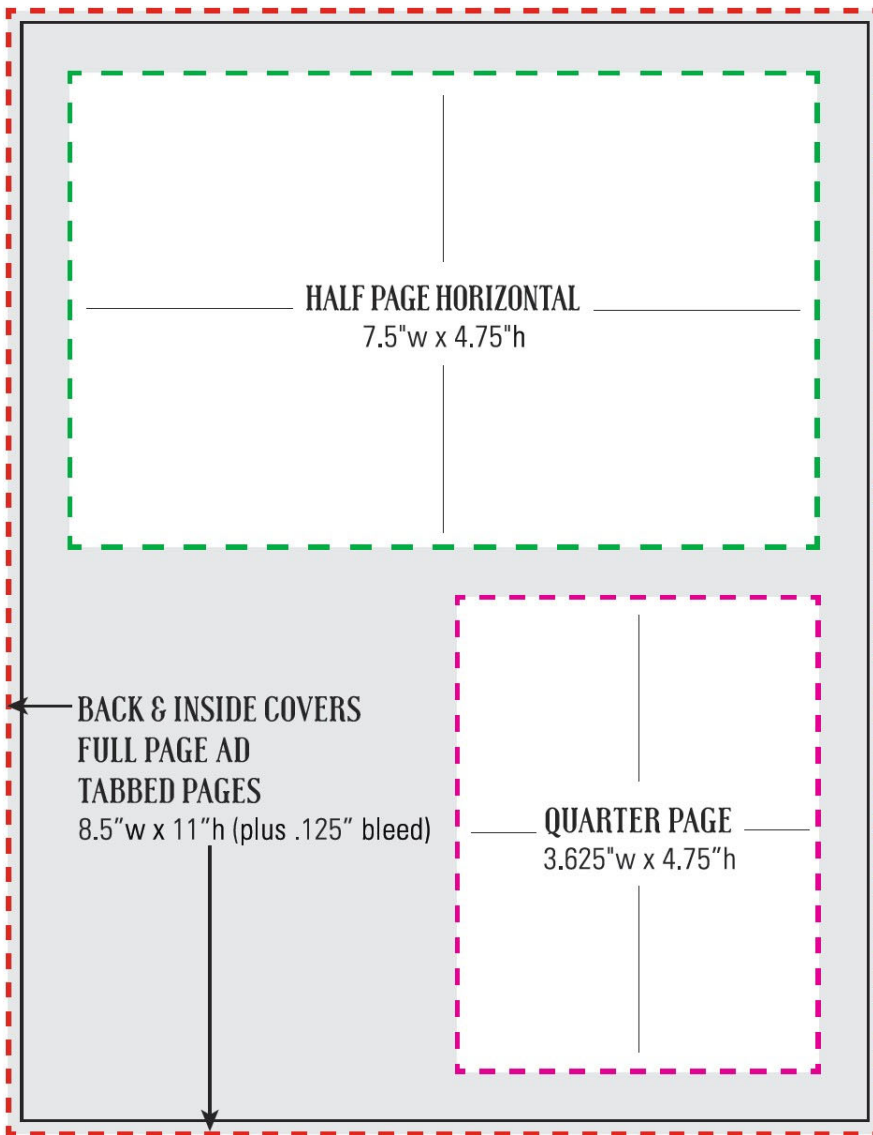 HALF PAGE HORIZONTAL
7.5"w x 4.75"h
BACK & INSIDE COVERS
FULL PAGE AD
TABBED PAGES
8.5”w x 11”h (plus .125” bleed)
QUARTER PAGE
3.625"w x 4.75”h